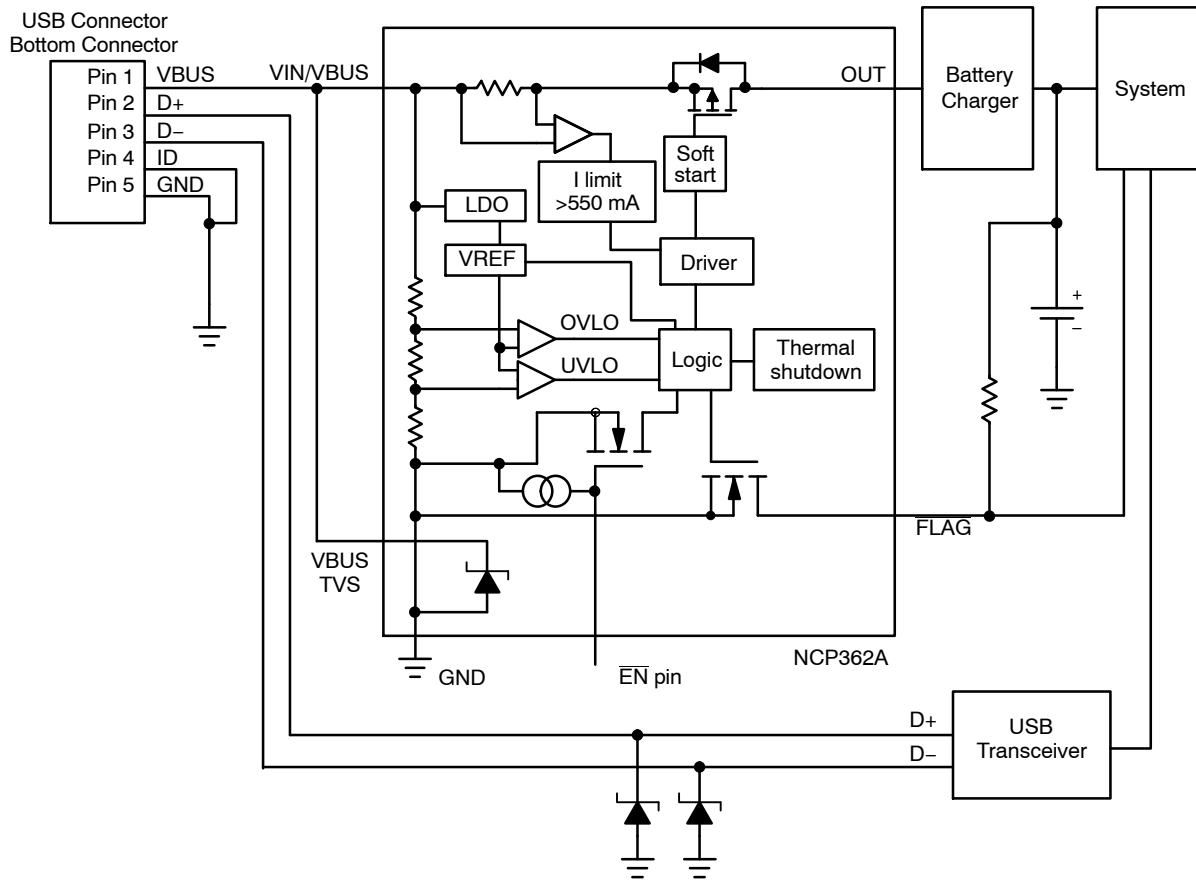 USB Connector
Bottom Connector
Pin 1
VBUS
VIN/VBUS
OUT
Battery
Charger
System
Pin 2
D+
Pin 3
D−
Pin 4
ID
Pin 5
GND
Soft
start
I limit
>550 mA
LDO
VREF
Driver
OVLO
UVLO
Logic
Thermal
shutdown
+
−
FLAG
VBUS
TVS
GND
EN pin
NCP362A
D+
D−
USB
Transceiver